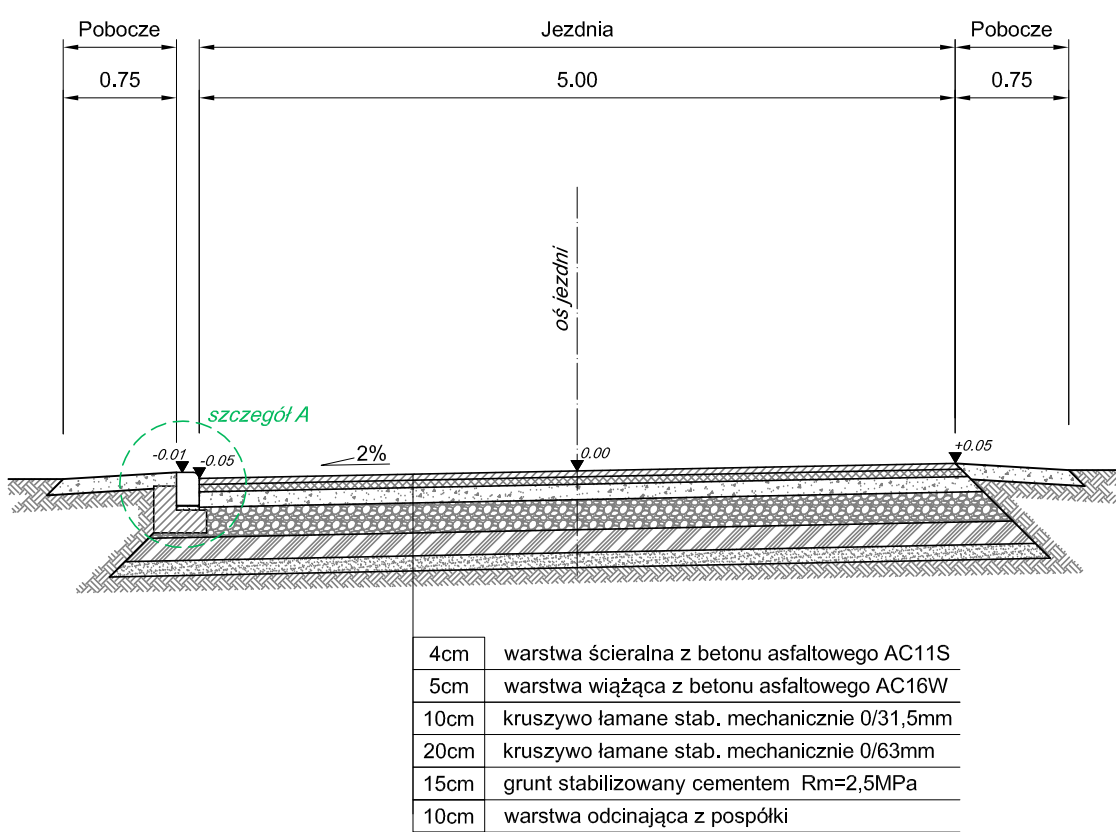 Pobocze Jezdnia Pobocze
0.75 5.00 0.75
oś jezdni
szczegół A
-0.01 -0.05 2% 0.00 +0.05
4cm warstwa ścieralna z betonu asfaltowego AC11S
5cm warstwa wiążąca z betonu asfaltowego AC16W
10cm kruszywo łamane stab. mechanicznie 0/31,5mm
20cm kruszywo łamane stab. mechanicznie 0/63mm
15cm grunt stabilizowany cementem Rm=2,5MPa
10cm warstwa odcinająca z pospółki